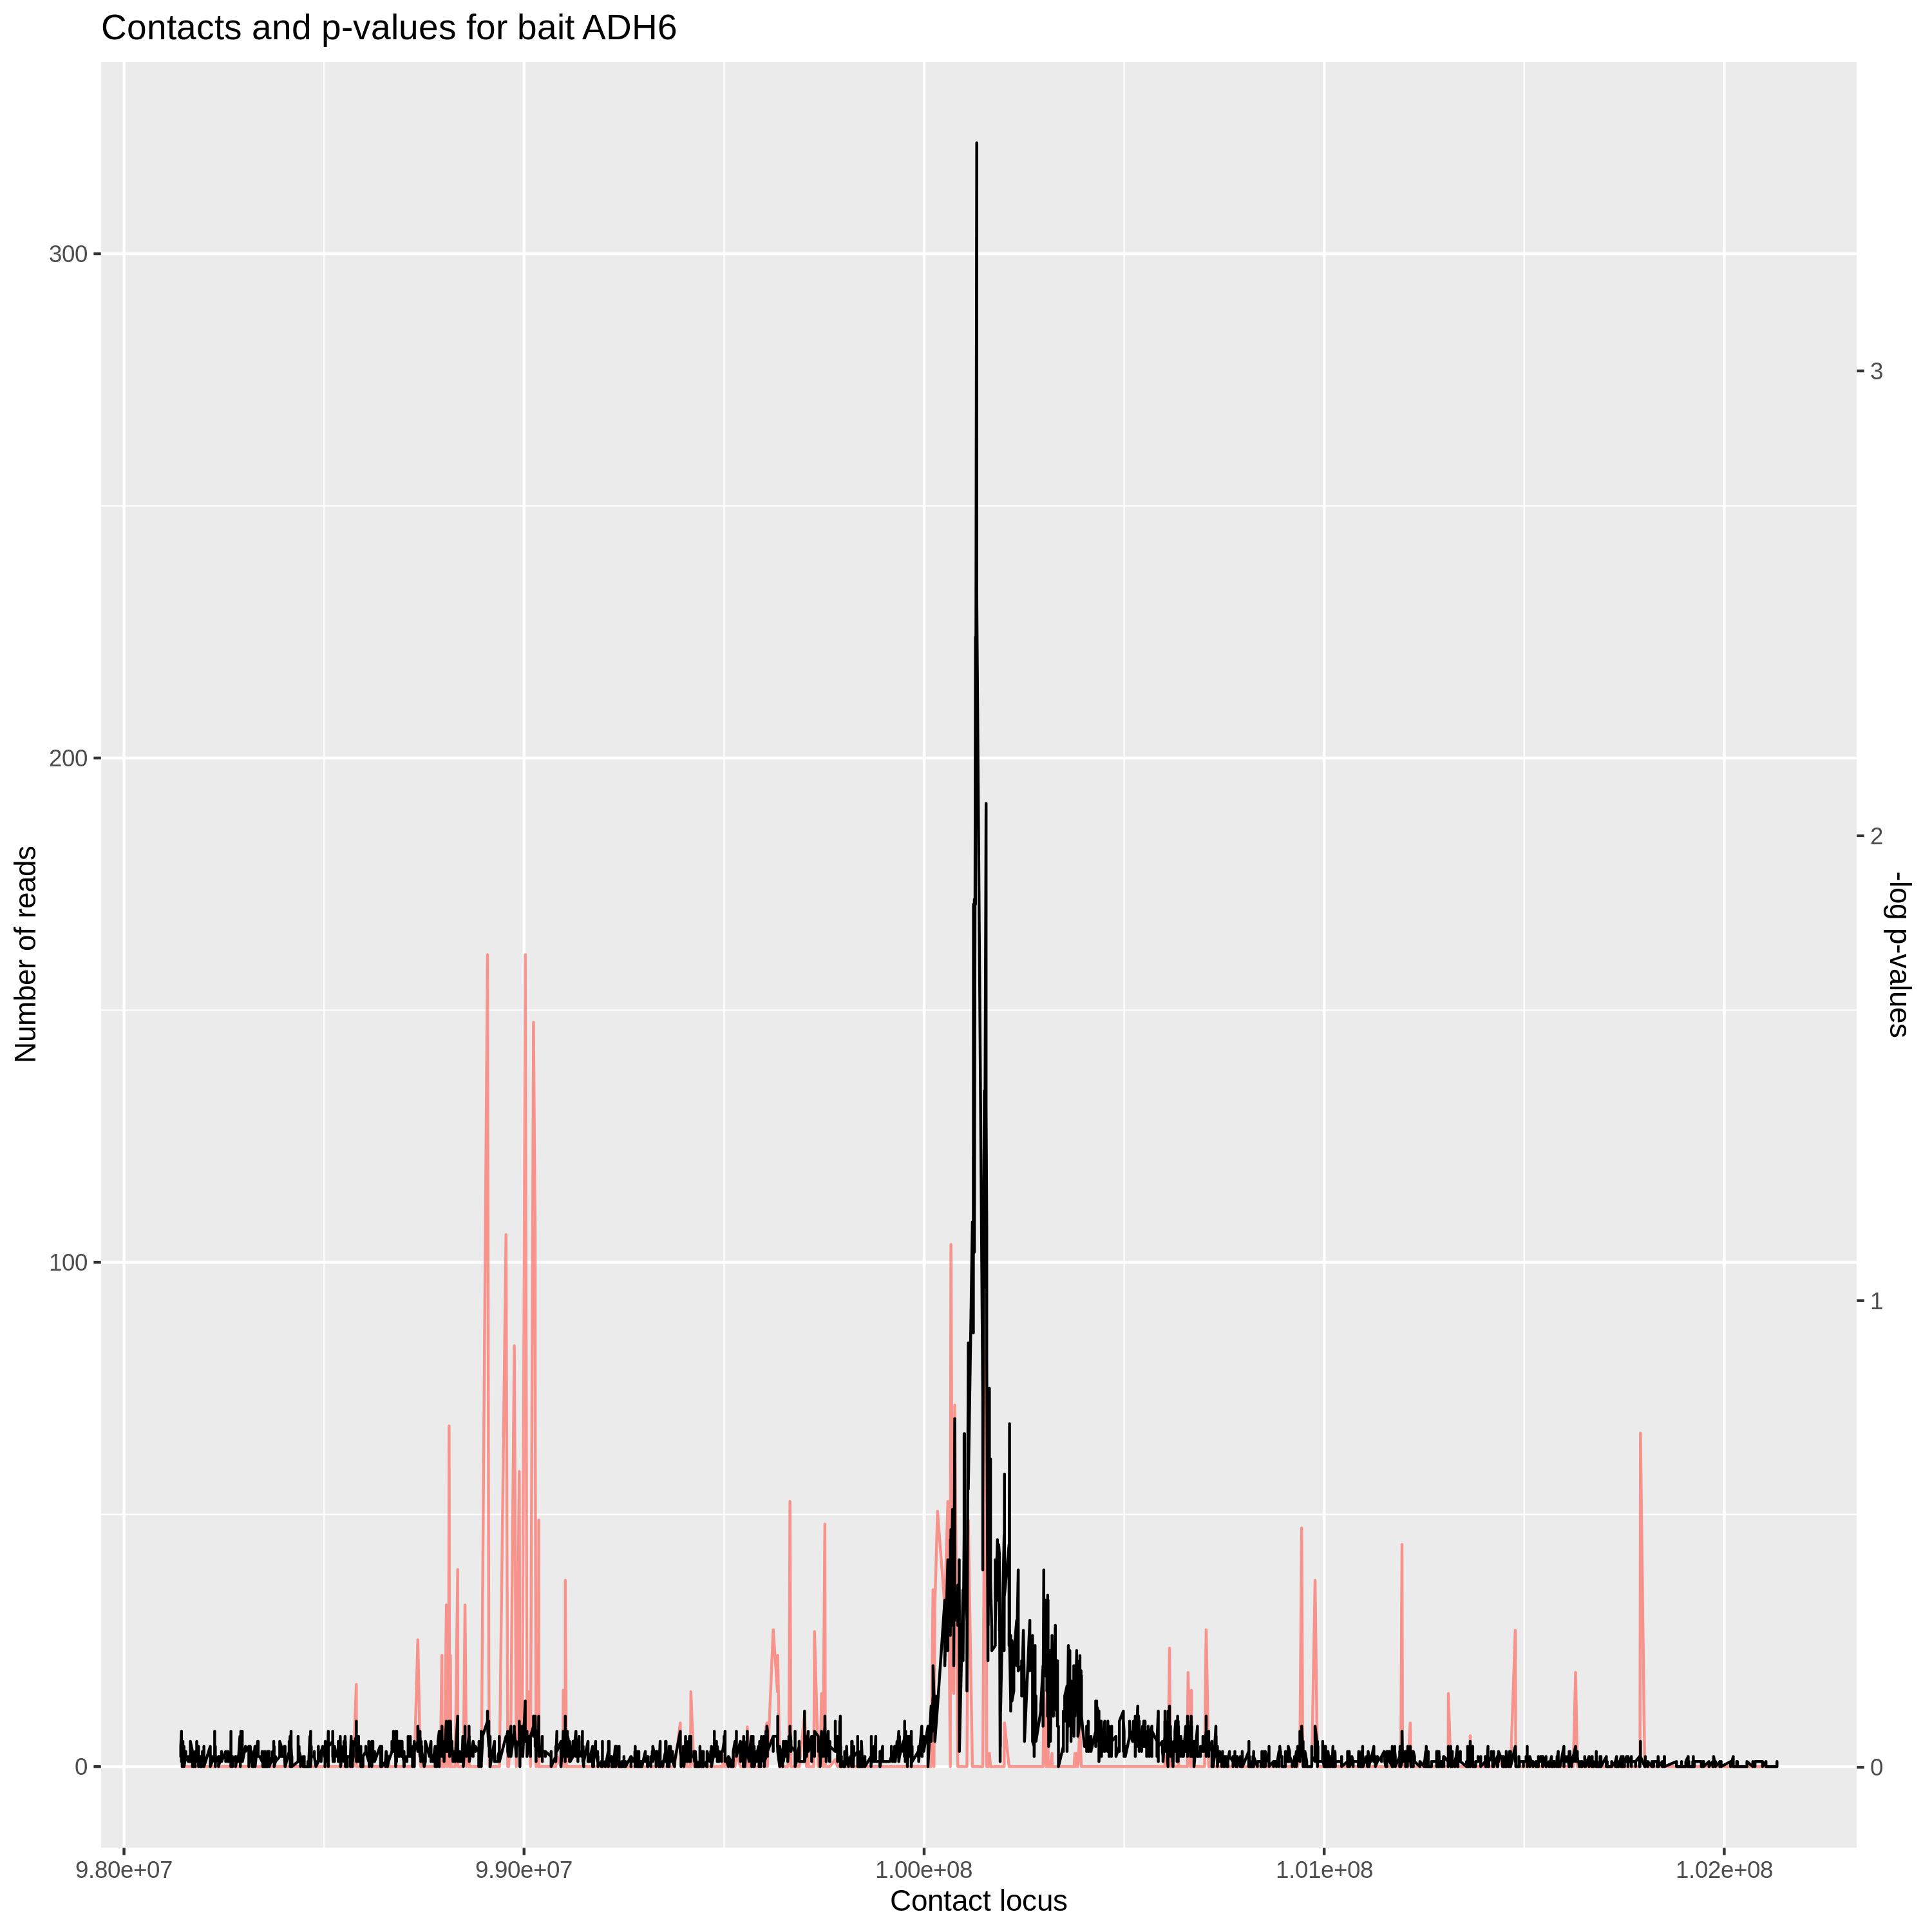 Contacts and p-values for bait ADH6
300
200
100
0
Number of reads
3
2
1
0
-log p-values
9.80e+07
9.90e+07
1.00e+08
1.01e+08
1.02e+08
Contact locus